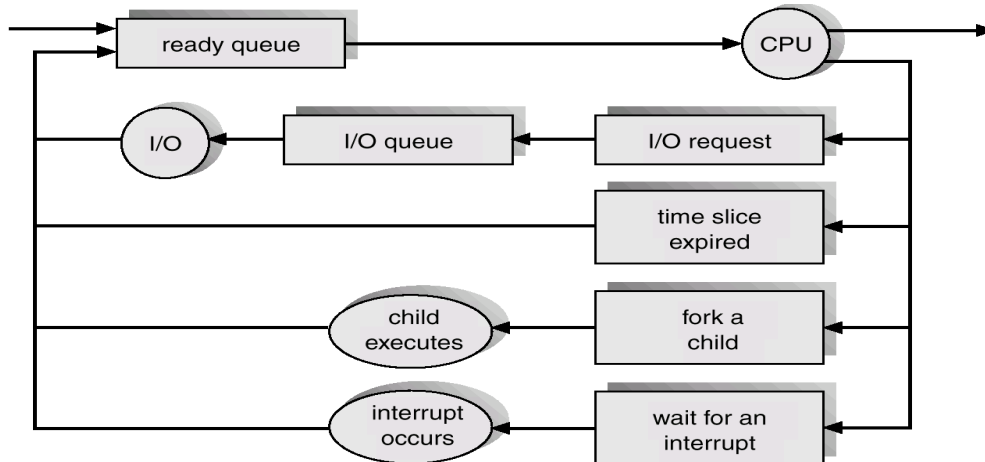 ready queue
CPU
I/O
I/O queue
I/O request
time slice
expired
child
executes
fork a
child
interrupt
occurs
wait for an
interrupt